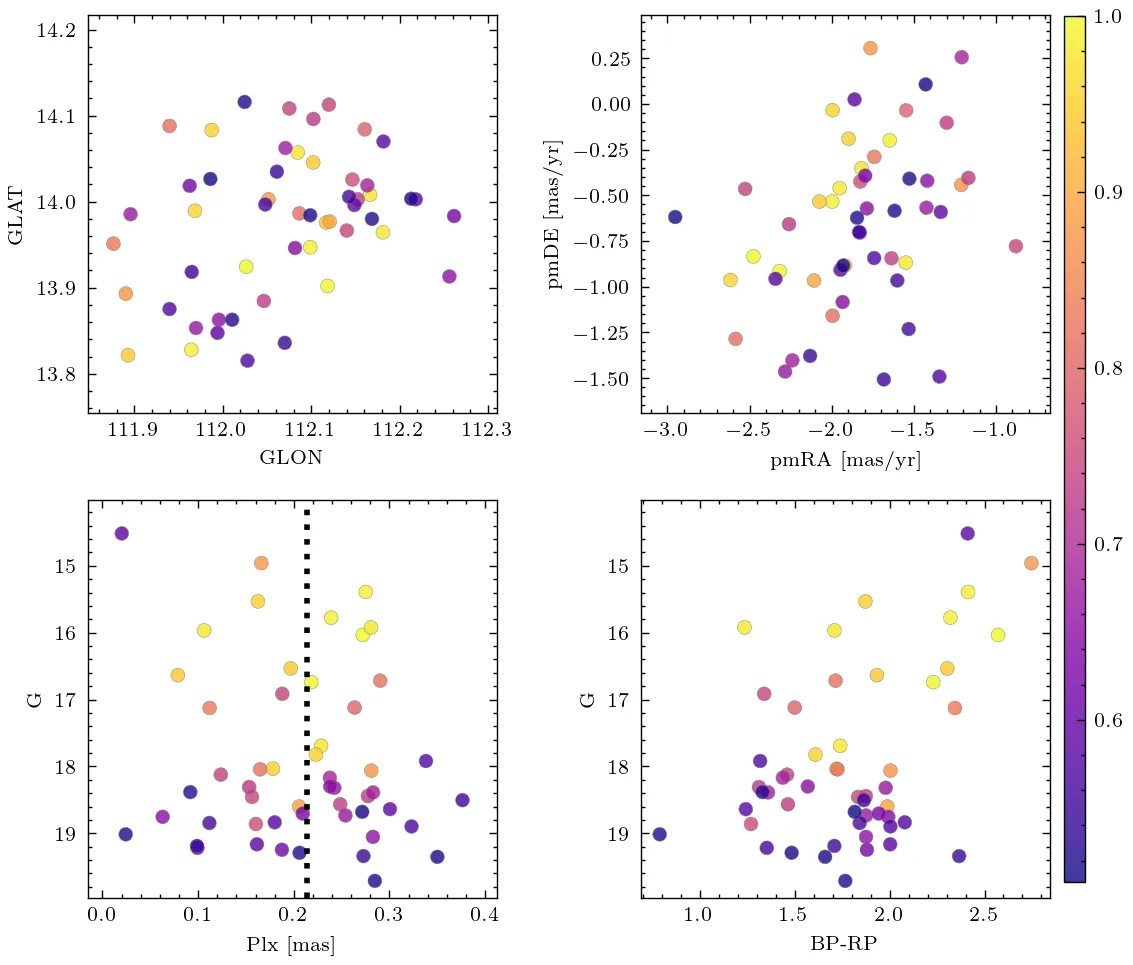 14.2
14.1
14.0
13.9
13.8
GLAT
111.9 112.0 112.1 112.2 112.3
GLON
0.25
0.00
−0.25
−0.50
−0.75
−1.00
−1.25
−1.50
pmDE [mas/yr]
−3.0 −2.5 −2.0 −1.5 −1.0
pmRA [mas/yr]
15
16
17
18
19
G
0.0 0.1 0.2 0.3 0.4
Plx [mas]
15
16
17
18
19
G
1.0 1.5 2.0 2.5
BP-RP
1.0
0.9
0.8
0.7
0.6